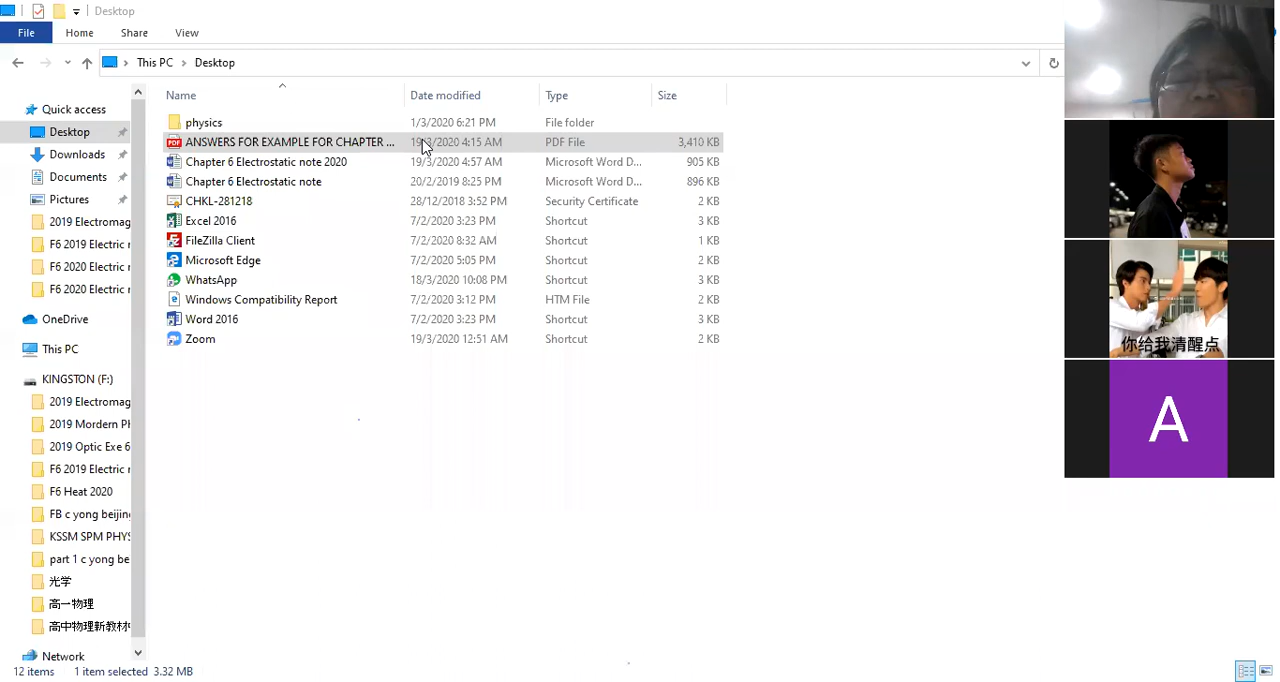 Desktop
File Home Share View
This PC Desktop
Name Date modified Type Size
Quick access
Desktop
Downloads
Documents
Pictures
2019 Electromag
F6 2019 Electric r
F6 2020 Electric r
F6 2020 Electric r
OneDrive
This PC
KINGSTON (F:)
2019 Electromag
2019 Mordern Ph
2019 Optic Exe 6
F6 2019 Electric r
F6 Heat 2020
FB c yong beijing
KSSM SPM PHYS
part 1 c yong be
光学
高一物理
高中物理新教材
Network
physics 1/3/2020 6:21 PM File folder
PDF ANSWERS FOR EXAMPLE FOR CHAPTER ... 19/3/2020 4:15 AM PDF File 3,410 KB
Chapter 6 Electrostatic note 2020 19/3/2020 4:57 AM Microsoft Word D... 905 KB
Chapter 6 Electrostatic note 20/2/2019 8:25 PM Microsoft Word D... 896 KB
CHKL-281218 28/12/2018 3:52 PM Security Certificate 2 KB
Excel 2016 7/2/2020 3:23 PM Shortcut 3 KB
FileZilla Client 7/2/2020 8:32 AM Shortcut 1 KB
Microsoft Edge 7/2/2020 5:05 PM Shortcut 2 KB
WhatsApp 18/3/2020 10:08 PM Shortcut 3 KB
Windows Compatibility Report 7/2/2020 3:12 PM HTM File 2 KB
Word 2016 7/2/2020 3:23 PM Shortcut 3 KB
Zoom 19/3/2020 12:51 AM Shortcut 2 KB
你给我清醒点
A
12 items 1 item selected 3.32 MB